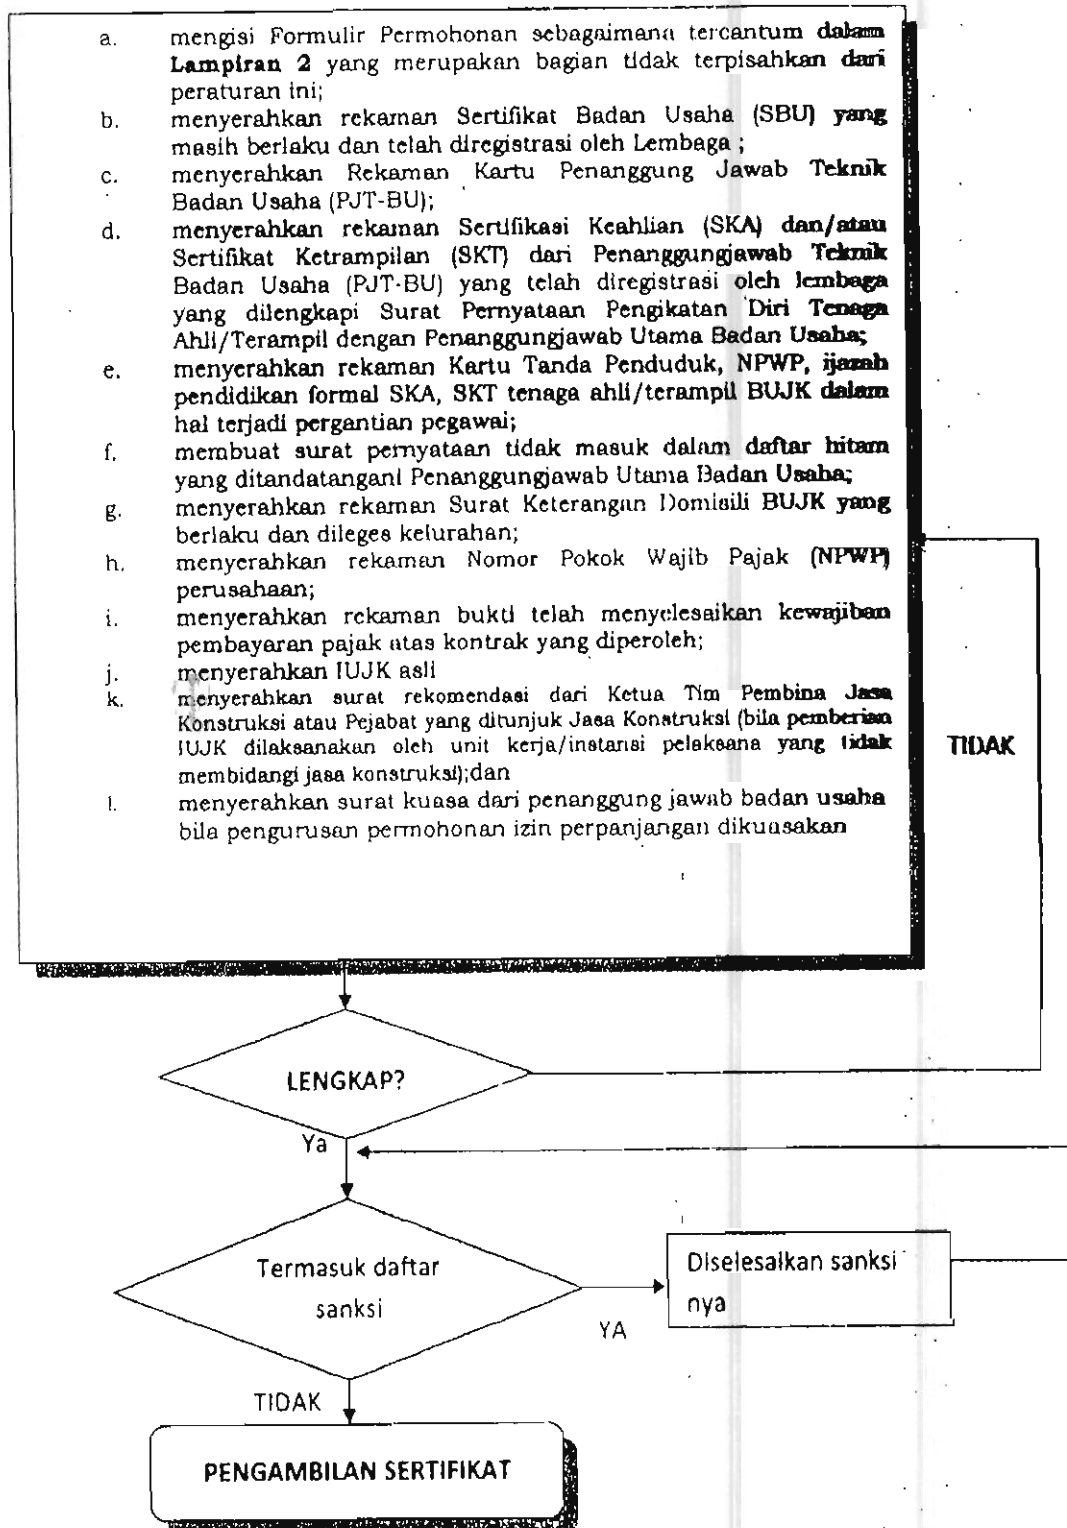 a. mengisi Formulir Permohonan sebagaimana tercantum dalam
Lampiran 2 yang merupakan bagian tidak terpisahkan dari
peraturan ini;
b. menyerahkan rekaman Sertifikat Badan Usaha (SBU) yang
masih berlaku dan telah diregistrasi oleh Lembaga ;
c. menyerahkan Rekaman Kartu Penanggung Jawab Teknik
Badan Usaha (PJT-BU);
d. menyerahkan rekaman Sertifikasi Keahlian (SKA) dan/atau
Sertifikat Ketrampilan (SKT) dari Penanggungjawab Teknik
Badan Usaha (PJT-BU) yang telah diregistrasi oleh lembaga
yang dilengkapi Surat Pernyataan Pengikatan Diri Tenaga
Ahli/Terampil dengan Penanggungjawab Utama Badan Usaha;
e. menyerahkan rekaman Kartu Tanda Penduduk, NPWP, ijazah
pendidikan formal SKA, SKT tenaga ahli/terampil BUJK dalam
hal terjadi pergantian pegawai;
f. membuat surat pernyataan tidak masuk dalam daftar hitam
yang ditandatangani Penanggungjawab Utama Badan Usaha;
g. menyerahkan rekaman Surat Keterangan Domisili BUJK yang
berlaku dan dileges kelurahan;
h. menyerahkan rekaman Nomor Pokok Wajib Pajak (NPWP)
perusahaan;
i. menyerahkan rekaman bukti telah menyelesaikan kewajiban
pembayaran pajak atas kontrak yang diperoleh;
j. menyerahkan IUJK asli
k. menyerahkan surat rekomendasi dari Ketua Tim Pembina Jasa
Konstruksi atau Pejabat yang ditunjuk Jasa Konstruksi (bila pemberian
IUJK dilaksanakan oleh unit kerja/instansi pelaksana yang tidak
membidangi jasa konstruksi);dan
l. menyerahkan surat kuasa dari penanggung jawab badan usaha
bila pengurusan permohonan izin perpanjangan dikuasakan
TIDAK
LENGKAP?
Ya
Termasuk daftar
sanksi
YA
Diselesaikan sanksi
nya
TIDAK
PENGAMBILAN SERTIFIKAT